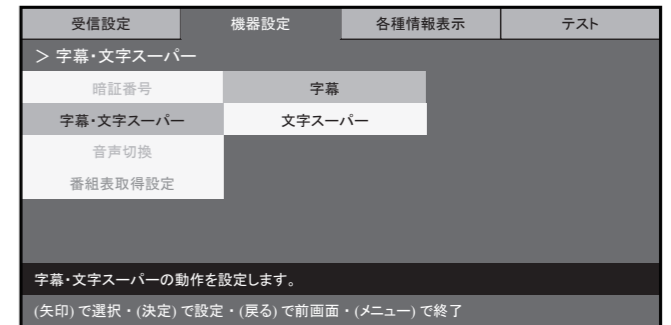 受信設定 機器設定 各種情報表示 テスト
＞ 字幕・文字スーパー
暗証番号 字幕
字幕・文字スーパー 文字スーパー
音声切換
番組表取得設定
字幕・文字スーパーの動作を設定します。
(矢印) で選択・(決定) で設定・(戻る) で前画面・(メニュー) で終了